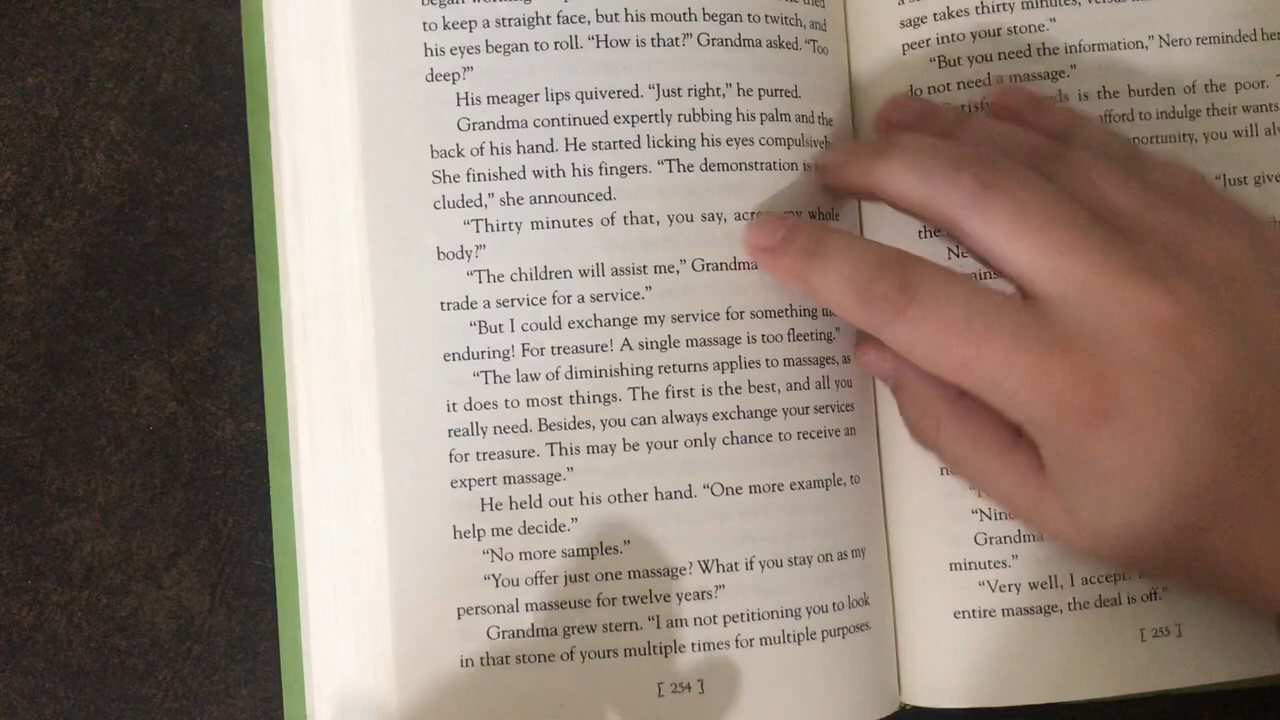 to keep a straight face, but his mouth began to twitch, and
his eyes began to roll. “How is that?” Grandma asked. “Too
deep?”
His meager lips quivered. “Just right,” he purred.
Grandma continued expertly rubbing his palm and the
back of his hand. He started licking his eyes compulsively.
She finished with his fingers. “The demonstration is
cluded,” she announced.
“Thirty minutes of that, you say, across my whole
body?”
“The children will assist me,” Grandma
trade a service for a service.”
“But I could exchange my service for something
enduring! For treasure! A single massage is too fleeting.”
“The law of diminishing returns applies to massages, as
it does to most things. The first is the best, and all you
really need. Besides, you can always exchange your services
for treasure. This may be your only chance to receive an
expert massage.”
He held out his other hand. “One more example, to
help me decide.”
“No more samples.”
“You offer just one massage? What if you stay on as my
personal masseuse for twelve years?”
Grandma grew stern. “I am not petitioning you to look
in that stone of yours multiple times for multiple purposes.
[ 254 ]
sage takes thirty minutes,
peer into your stone.”
“But you need the information,” Nero reminded her
do not need a massage.”
is the burden of the poor.
afford to indulge their wants
you will
“Just give
the
“Nine
Grandma
minutes.”
“Very well, I accept.
entire massage, the deal is off.”
[ 255 ]